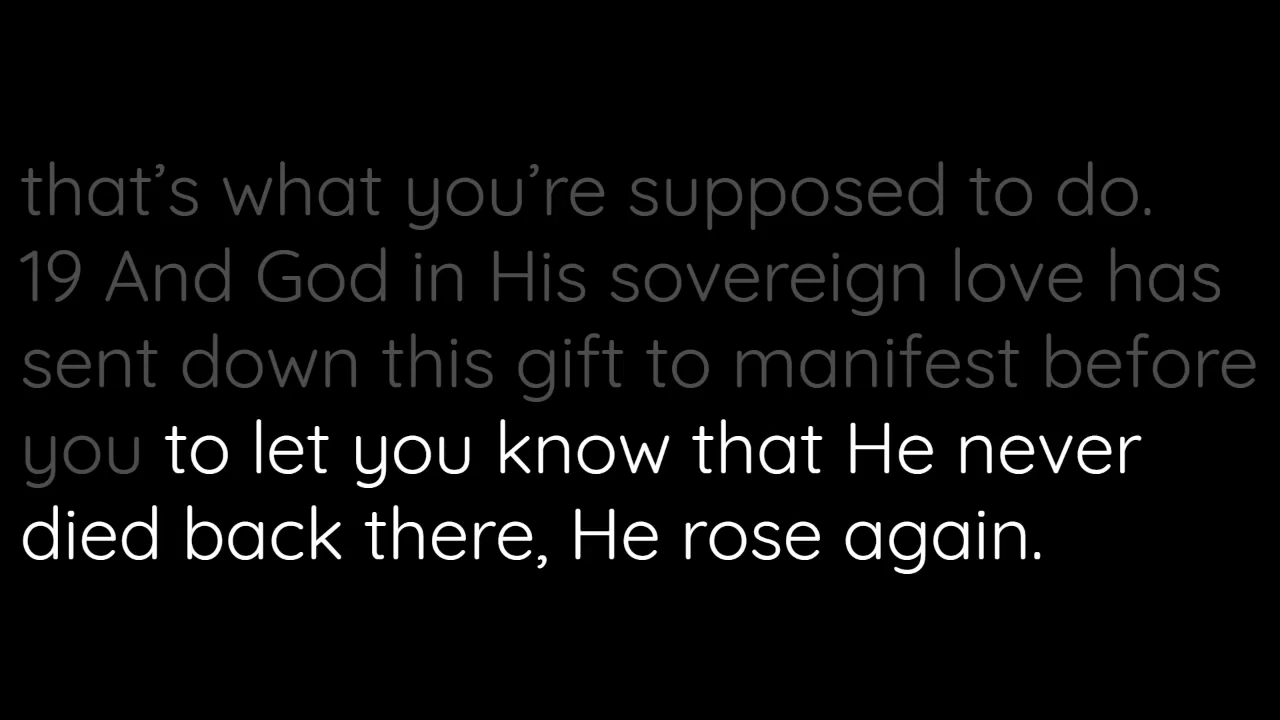 that’s what you’re supposed to do.
19 And God in His sovereign love has
sent down this gift to manifest before
you to let you know that He never
died back there, He rose again.